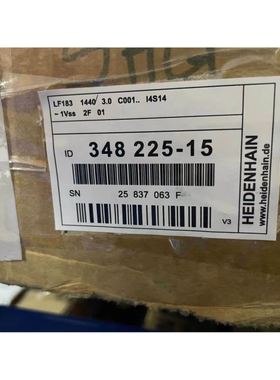 LF183 1440/ 3.0 C001.. I4S14
~ 1Vss 2F 01
ID 348 225-15
SN 25 837 063 F
V3
HEIDENHAIN
www.heidenhain.de